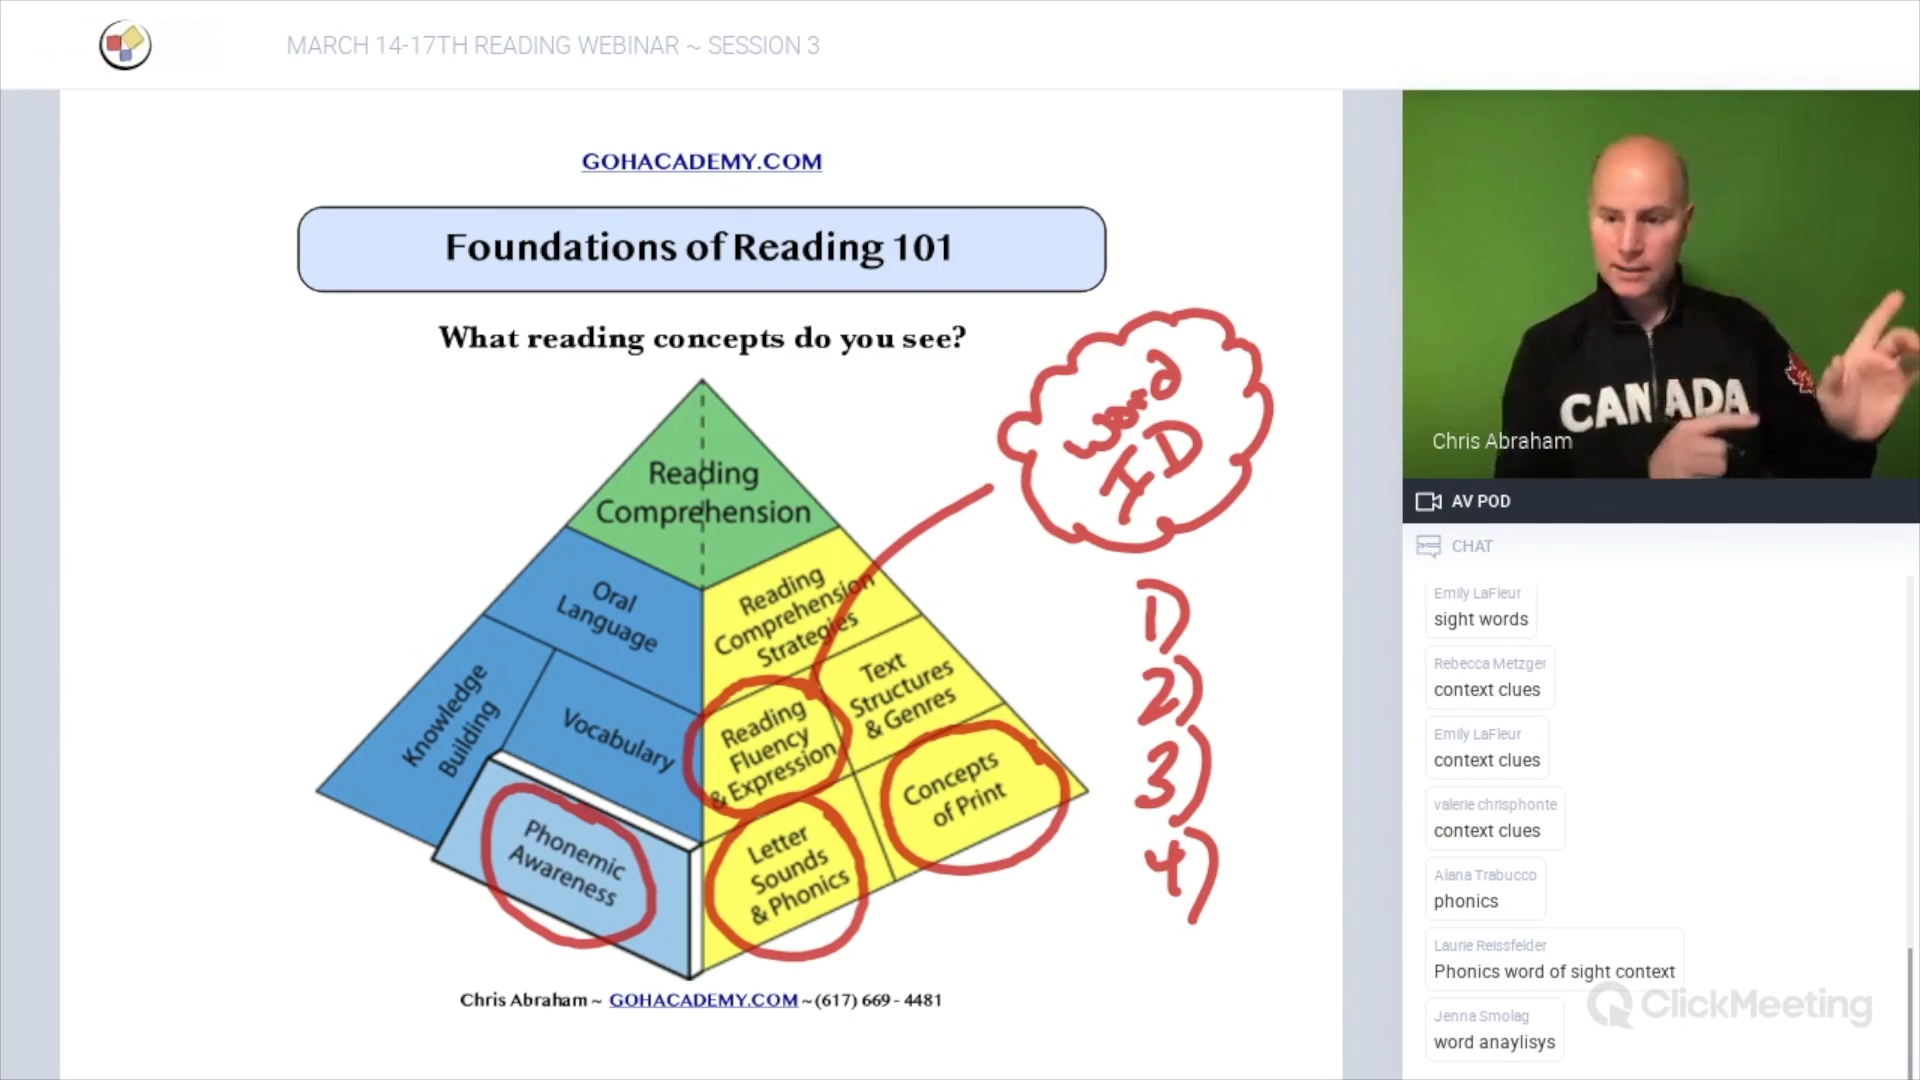 MARCH 14-17TH READING WEBINAR ~ SESSION 3
GOHACADEMY.COM
Foundations of Reading 101
What reading concepts do you see?
Reading
Comprehension
Oral
Language
Reading
Comprehension
Strategies
Knowledge
Building
Vocabulary
Reading
Fluency
& Expression
Text
Structures
& Genres
Phonemic
Awareness
Letter
Sounds
& Phonics
Concepts
of Print
word
ID
1)
2)
3)
4)
Chris Abraham ~ GOHACADEMY.COM ~ (617) 669 - 4481
CANADA
Chris Abraham
AV POD
CHAT
Emily LaFleur
sight words
Rebecca Metzger
context clues
Emily LaFleur
context clues
valerie chrisphonte
context clues
Alana Trabucco
phonics
Laurie Reissfelder
Phonics word of sight context
Jenna Smolag
word anaylisys
ClickMeeting